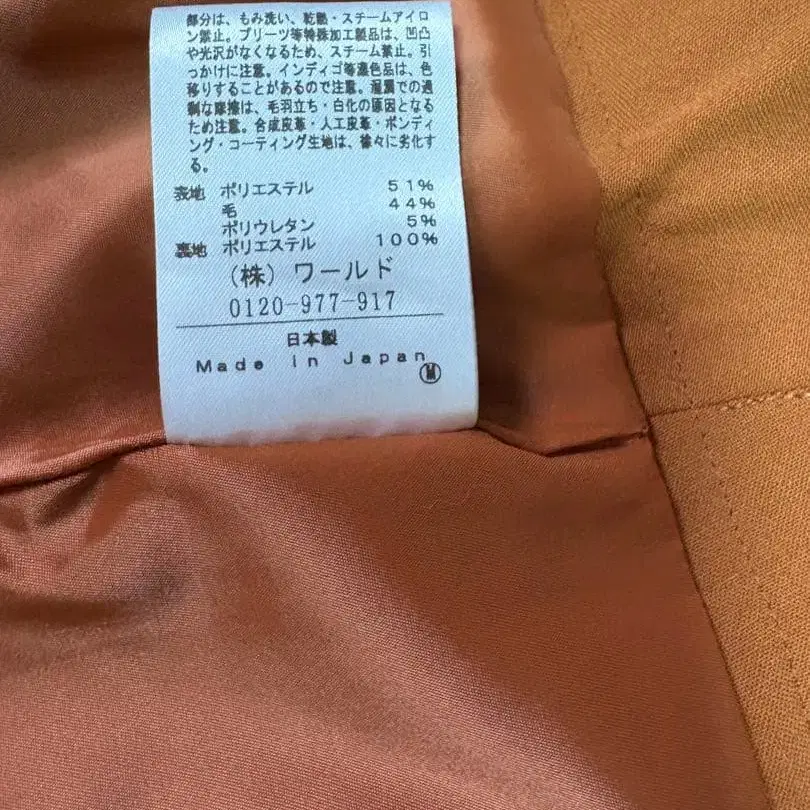 部分は、もみ洗い、乾熱・スチームアイロ
ン禁止。プリーツ等特殊加工製品は、凹凸
や光沢がなくなるため、スチーム禁止。引
っかけに注意。インディゴ等濃色品は、色
移りすることがあるので注意。湿潤での過
剰な摩擦は、毛羽立ち・白化の原因となる
ため注意。合成皮革・人工皮革・ボンディ
ング・コーティング生地は、徐々に劣化す
る。
表地 ポリエステル 51%
毛 44%
ポリウレタン 5%
裏地 ポリエステル 100%
(株)ワールド
0120-977-917
日本製
Made in Japan
M